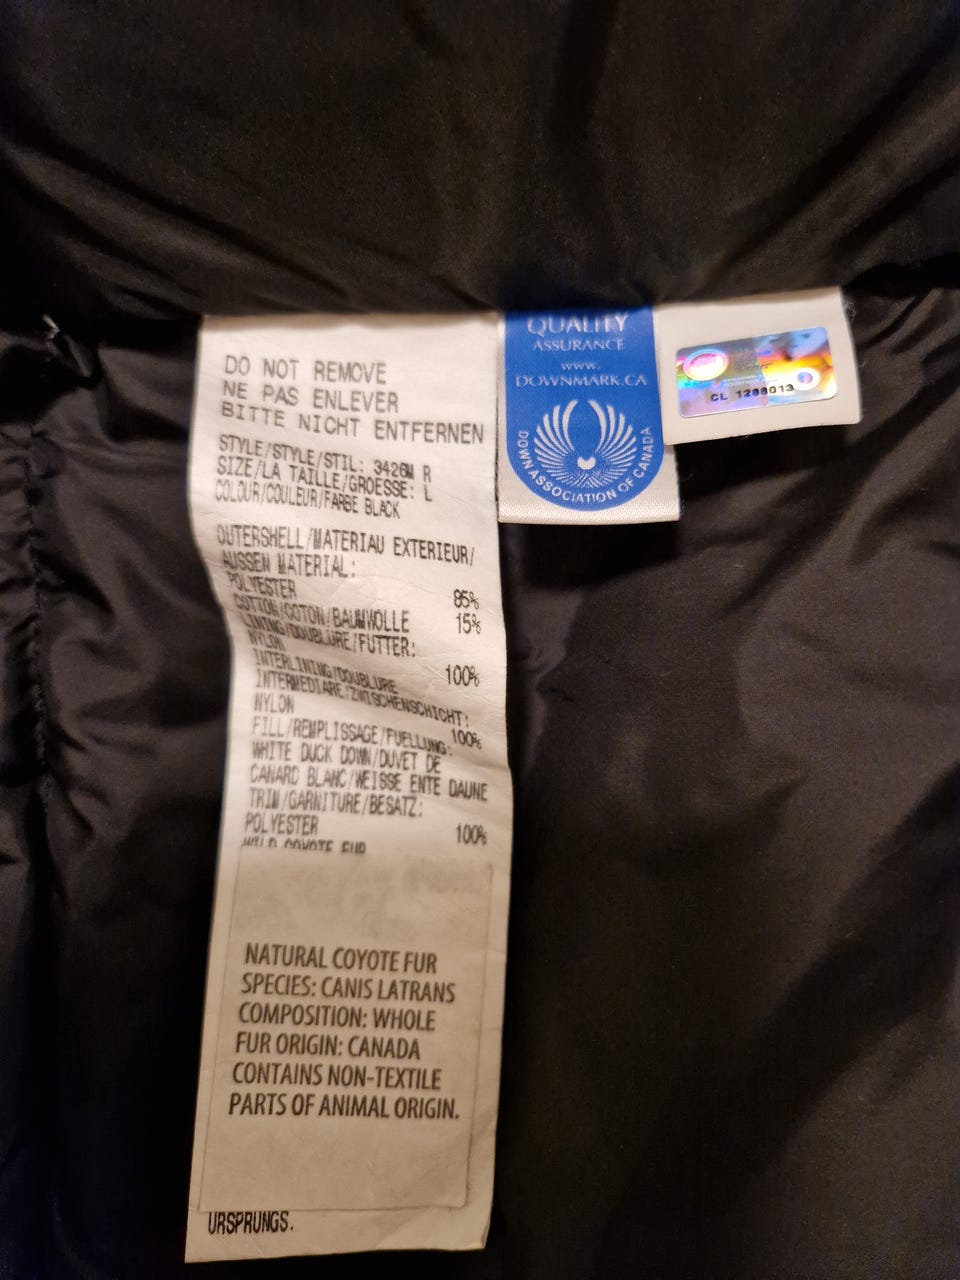 DO NOT REMOVE
NE PAS ENLEVER
BITTE NICHT ENTFERNEN
STYLE/STYLE/STIL: 3426M R
SIZE/LA TAILLE/GROESSE: L
COLOUR/COULEUR/FARBE BLACK
OUTERSHELL/MATERIAU EXTERIEUR/
AUSSEN MATERIAL:
POLYESTER 85%
COTTON/COTON/BAUMWOLLE 15%
LINING/DOUBLURE/FUTTER:
NYLON 100%
INTERLINING/DOUBLURE
INTERMEDIARE/ZWISCHENSCHICHT:
NYLON 100%
FILL/REMPLISSAGE/FUELLUNG:
WHITE DUCK DOWN/DUVET DE
CANARD BLANC/WEISSE ENTE DAUNE
TRIM/GARNITURE/BESATZ:
POLYESTER 100%
WILD COYOTE FUR
NATURAL COYOTE FUR
SPECIES: CANIS LATRANS
COMPOSITION: WHOLE
FUR ORIGIN: CANADA
CONTAINS NON-TEXTILE
PARTS OF ANIMAL ORIGIN.
URSPRUNGS.
QUALITY
ASSURANCE
www.
DOWNMARK.CA
DOWN ASSOCIATION OF CANADA
CL